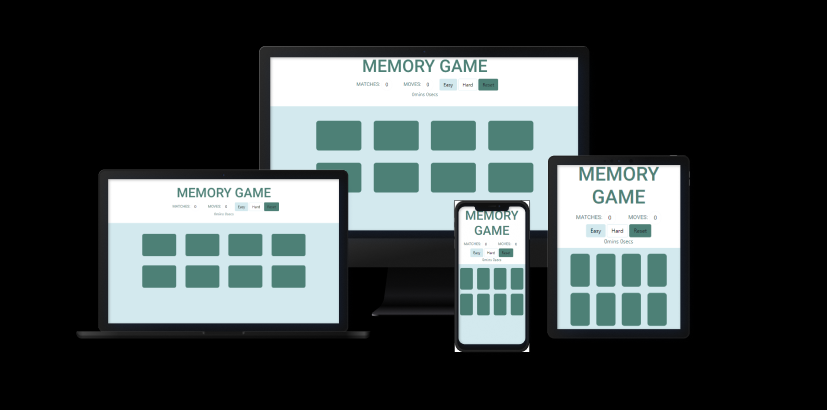 MEMORY GAME
MATCHES: 0 MOVES: 0 Easy Hard Reset
0mins 0secs
MEMORY GAME
MATCHES: 0 MOVES: 0 Easy Hard Reset
0mins 0secs
MEMORY
GAME
MATCHES: 0 MOVES: 0
Easy Hard Reset
0mins 0secs
MEMORY
GAME
MATCHES: 0 MOVES: 0
Easy Hard Reset
0mins 0secs